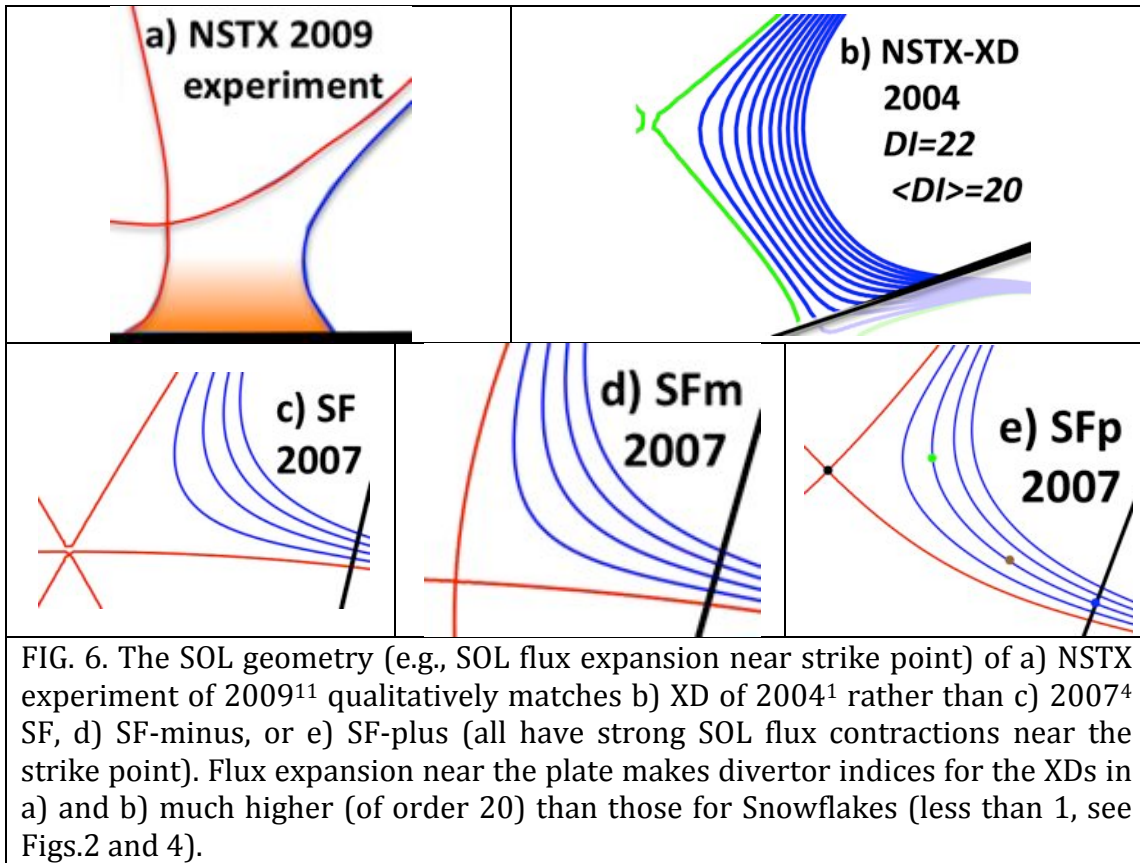 a) NSTX 2009
experiment
b) NSTX-XD
2004
DI=22
<DI>=20
c) SF
2007
d) SFm
2007
e) SFp
2007
FIG. 6. The SOL geometry (e.g., SOL flux expansion near strike point) of a) NSTX
experiment of 2009¹¹ qualitatively matches b) XD of 2004¹ rather than c) 2007⁴
SF, d) SF-minus, or e) SF-plus (all have strong SOL flux contractions near the
strike point). Flux expansion near the plate makes divertor indices for the XDs in
a) and b) much higher (of order 20) than those for Snowflakes (less than 1, see
Figs.2 and 4).